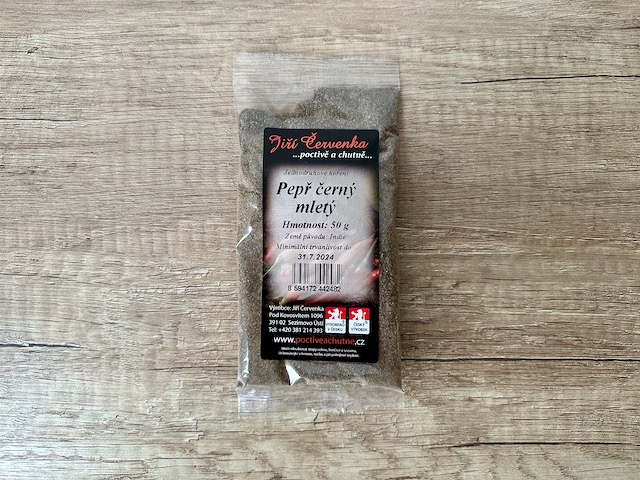 Jiří Červenka
...poctivě a chutně...
Jednodruhové koření
Pepř černý
mletý
Hmotnost: 50 g
Země původu: Indie
Minimální trvanlivost do:
31.7.2024
8 594172 442482
Výrobce: Jiří Červenka
Pod Kovosvitem 1096
391 02 Sezimovo Ústí
Tel: +420 381 214 393
VYROBENO
V ČESKU
ČESKÝ
VÝROBEK
www.poctiveachutne.cz